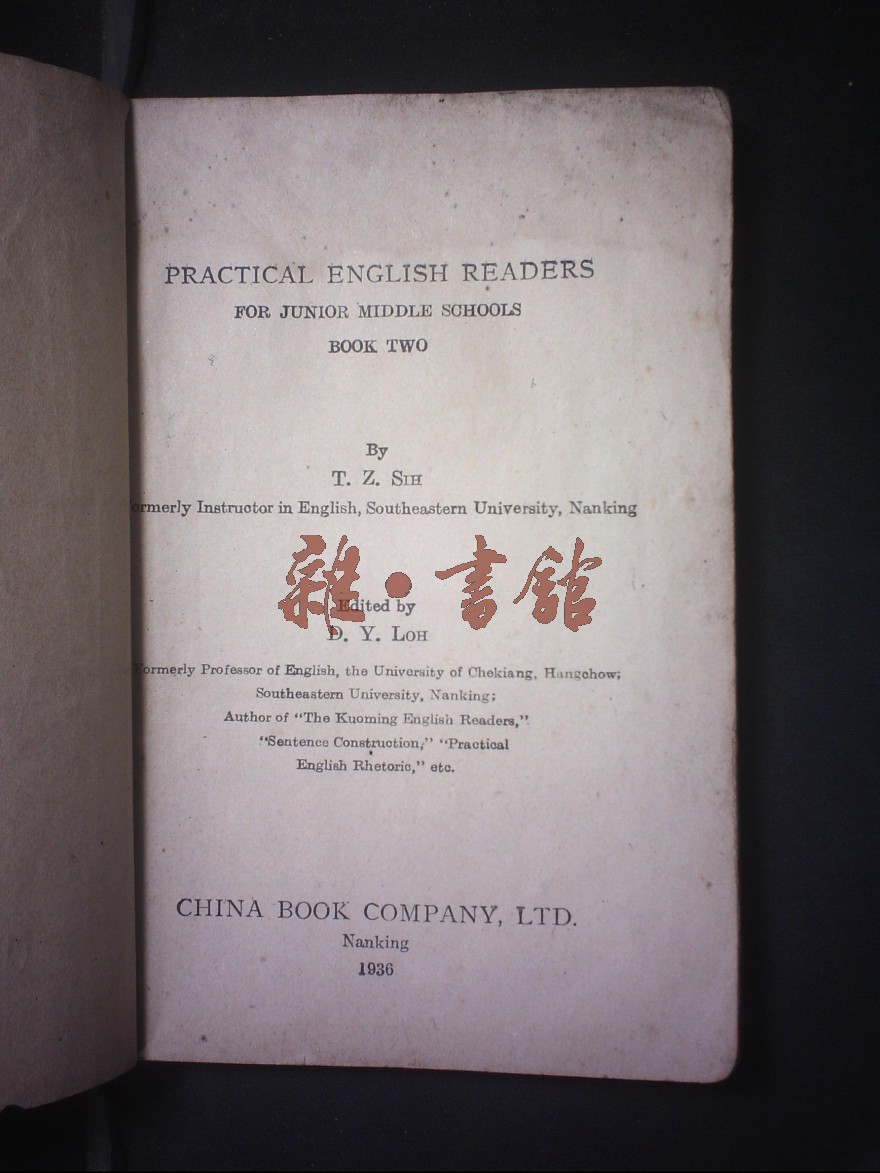 PRACTICAL ENGLISH READERS
FOR JUNIOR MIDDLE SCHOOLS
BOOK TWO
By
T. Z. SIH
ormerly Instructor in English, Southeastern University, Nanking
雜·書館
Edited by
D. Y. LOH
Formerly Professor of English, the University of Chekiang, Hangchow;
Southeastern University, Nanking;
Author of "The Kuoming English Readers,"
"Sentence Construction," "Practical
English Rhetoric," etc.
CHINA BOOK COMPANY, LTD.
Nanking
1936